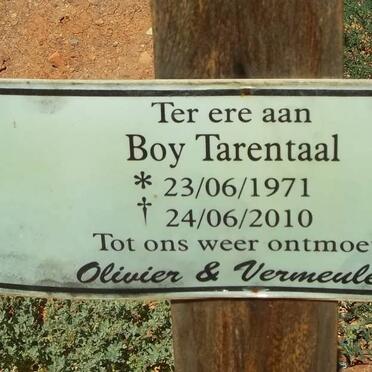 Ter ere aan
Boy Tarentaal
* 23/06/1971
† 24/06/2010
Tot ons weer ontmoe
Olivier & Vermeule